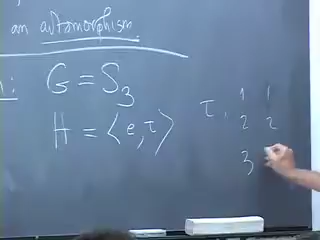 an automorphism.
G = S₃
H = ⟨e, τ⟩
τ. 1 1
2 2
3